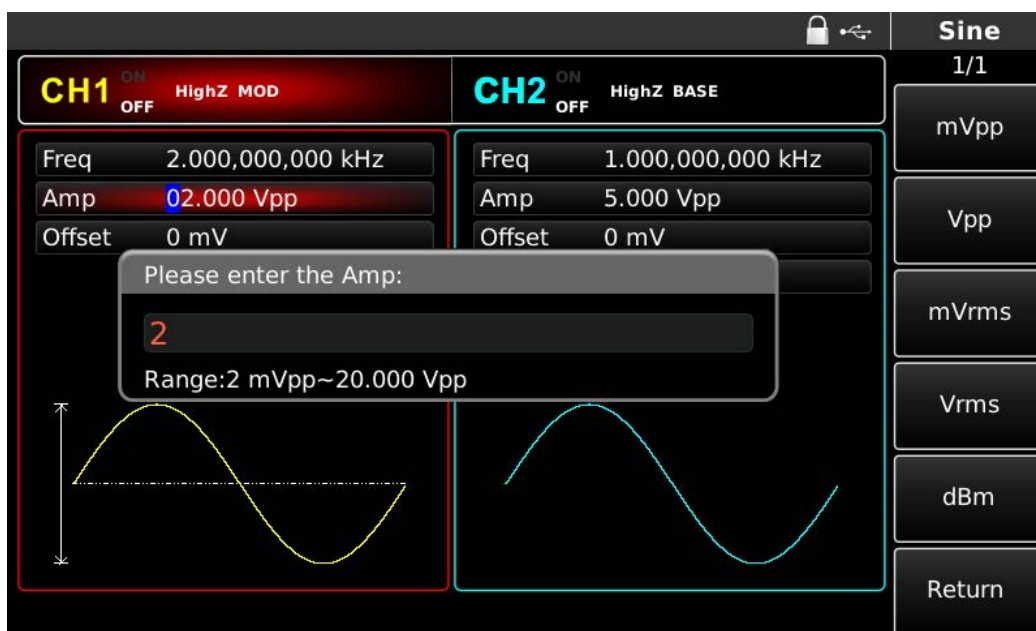 Sine
1/1
CH1 ON OFF HighZ MOD
CH2 ON OFF HighZ BASE
Freq 2.000,000,000 kHz
Amp 02.000 Vpp
Offset 0 mV
Freq 1.000,000,000 kHz
Amp 5.000 Vpp
Offset 0 mV
Please enter the Amp:
2
Range:2 mVpp~20.000 Vpp
mVpp
Vpp
mVrms
Vrms
dBm
Return